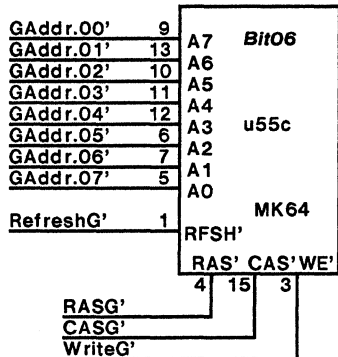 GAddr.00' 9 A7 Bit06
GAddr.01' 13 A6
GAddr.02' 10 A5
GAddr.03' 11 A4
GAddr.04' 12 A3 u55c
GAddr.05' 6 A2
GAddr.06' 7 A1
GAddr.07' 5 A0
MK64
RefreshG' 1 RFSH'
RAS' CAS' WE'
4 15 3
RASG'
CASG'
WriteG'